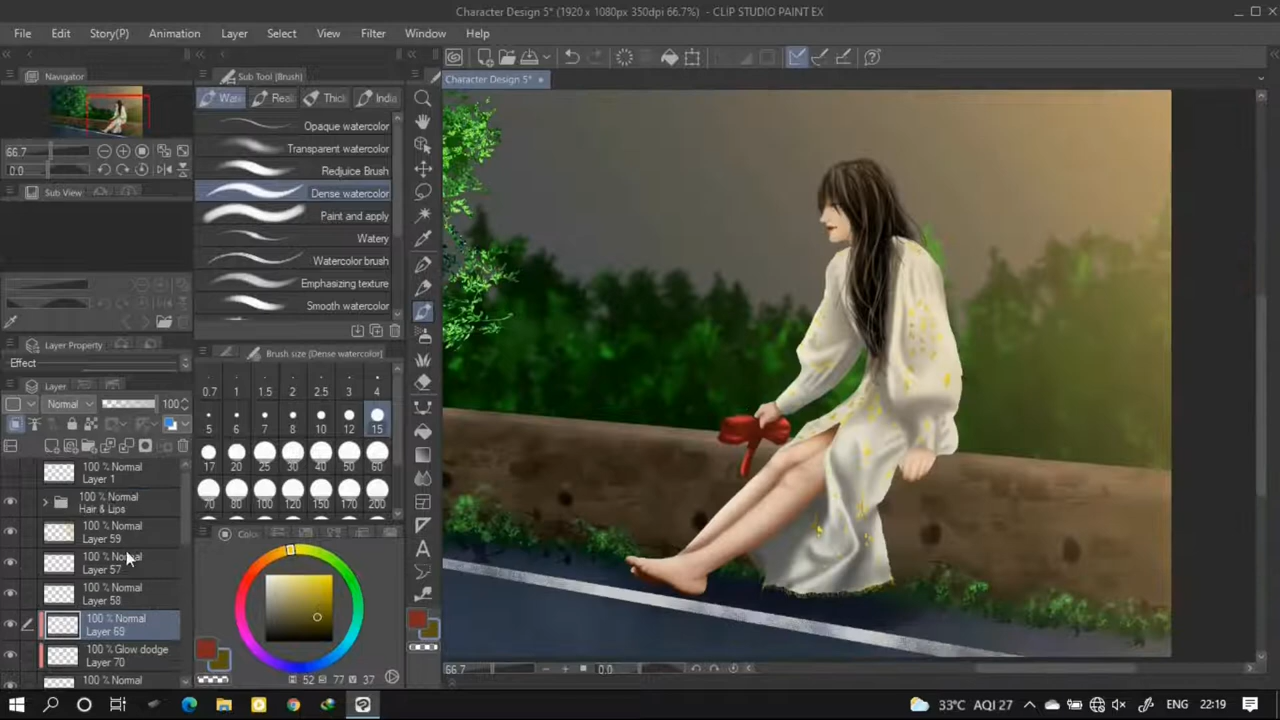 Character Design 5* (1920 x 1080px 350dpi 66.7%) - CLIP STUDIO PAINT EX
File Edit Story(P) Animation Layer Select View Filter Window Help
Navigator
Sub Tool [Brush]
Character Design 5*
Wate Real Thick India
Opaque watercolor
Transparent watercolor
66.7
Redjuice Brush
0.0
Sub View
Dense watercolor
Paint and apply
Watery
Watercolor brush
Emphasizing texture
Smooth watercolor
Layer Property
Brush size [Dense watercolor]
Effect
Layer
0.7 1 1.5 2 2.5 3 4
Normal 100
5 6 7 8 10 12 15
17 20 25 30 40 50 60
100 % Normal
Layer 1
70 80 100 120 150 170 200
100 % Normal
Hair & Lips
100 % Normal
Layer 59
100 % Normal
Layer 57
100 % Normal
Layer 58
100 % Normal
Layer 69
100 % Glow dodge
Layer 70
100 % Normal
A
52 77 37
66.7 0.0
33°C AQI 27 ENG 22:19